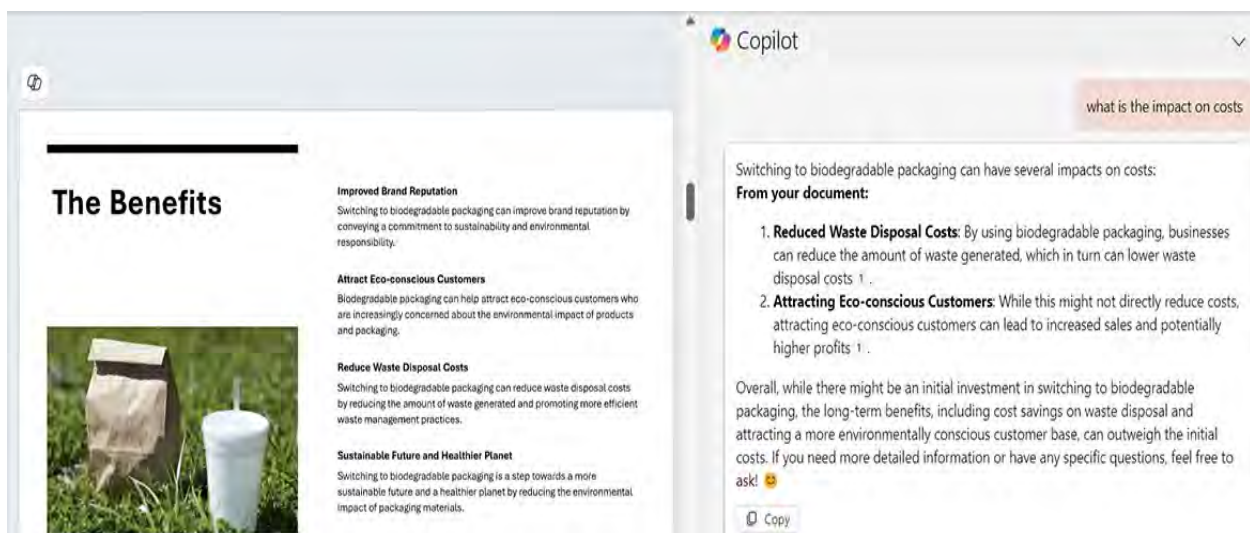 The Benefits
Improved Brand Reputation
Switching to biodegradable packaging can improve brand reputation by
conveying a commitment to sustainability and environmental
responsibility.
Attract Eco-conscious Customers
Biodegradable packaging can help attract eco-conscious customers who
are increasingly concerned about the environmental impact of products
and packaging.
Reduce Waste Disposal Costs
Switching to biodegradable packaging can reduce waste disposal costs
by reducing the amount of waste generated and promoting more efficient
waste management practices.
Sustainable Future and Healthier Planet
Switching to biodegradable packaging is a step towards a more
sustainable future and a healthier planet by reducing the environmental
impact of packaging materials.
Copilot
what is the impact on costs
Switching to biodegradable packaging can have several impacts on costs:
From your document:
1. Reduced Waste Disposal Costs: By using biodegradable packaging, businesses
can reduce the amount of waste generated, which in turn can lower waste
disposal costs 1 .
2. Attracting Eco-conscious Customers: While this might not directly reduce costs,
attracting eco-conscious customers can lead to increased sales and potentially
higher profits 1 .
Overall, while there might be an initial investment in switching to biodegradable
packaging, the long-term benefits, including cost savings on waste disposal and
attracting a more environmentally conscious customer base, can outweigh the initial
costs. If you need more detailed information or have any specific questions, feel free to
ask! 😊
Copy